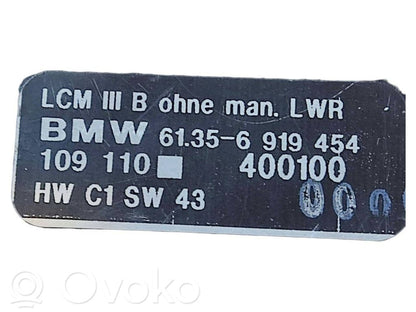 LCM III B ohne man. LWR
BMW 61.35-6 919 454
109 110 400100
HW C1 SW 43 00
Ovoko